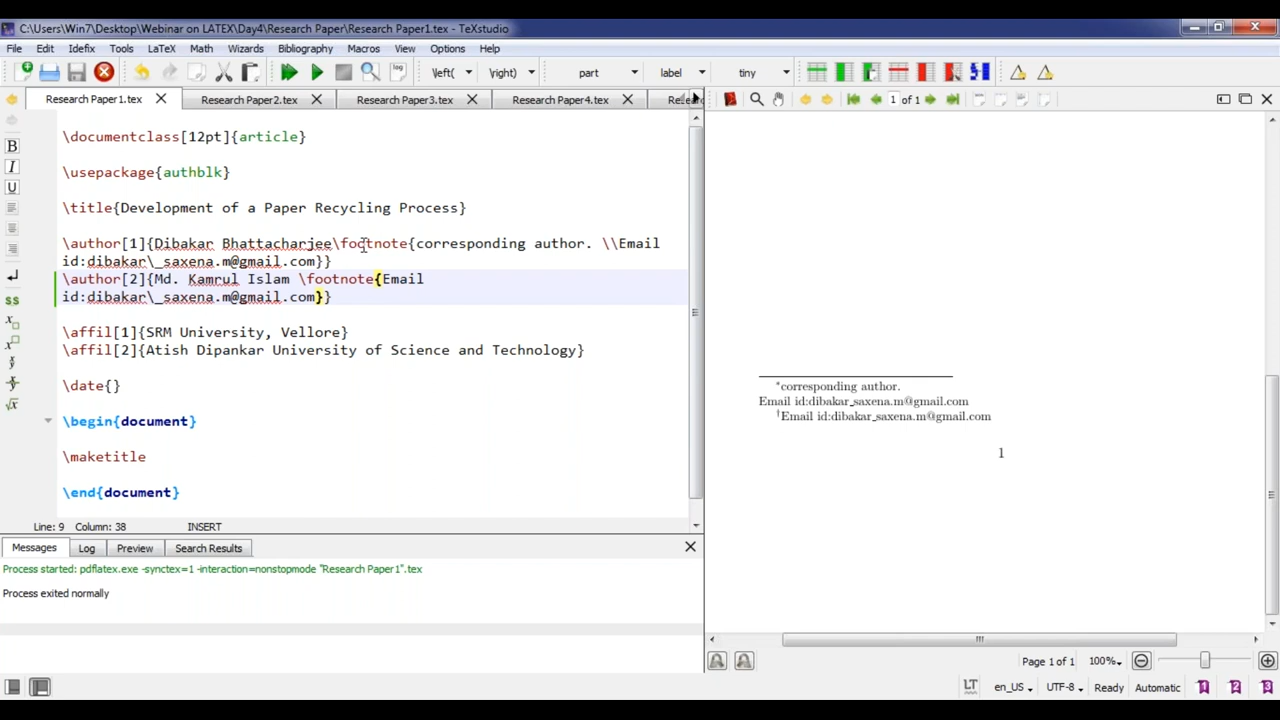 C:\Users\Win7\Desktop\Webinar on LATEX\Day4\Research Paper\Research Paper1.tex - TeXstudio
File Edit Idefix Tools LaTeX Math Wizards Bibliography Macros View Options Help
\left( \right) part label tiny
Research Paper1.tex Research Paper2.tex Research Paper3.tex Research Paper4.tex
1 of 1
\documentclass[12pt]{article}
\usepackage{authblk}
\title{Development of a Paper Recycling Process}
\author[1]{Dibakar Bhattacharjee\footnote{corresponding author. \\Email
id:dibakar\_saxena.m@gmail.com}}
\author[2]{Md. Kamrul Islam \footnote{Email
id:dibakar\_saxena.m@gmail.com}}
\affil[1]{SRM University, Vellore}
\affil[2]{Atish Dipankar University of Science and Technology}
\date{}
\begin{document}
\maketitle
\end{document}
Line: 9 Column: 38 INSERT
Messages Log Preview Search Results
Process started: pdflatex.exe -synctex=1 -interaction=nonstopmode "Research Paper1".tex
Process exited normally
*corresponding author.
Email id:dibakar_saxena.m@gmail.com
†Email id:dibakar_saxena.m@gmail.com
1
Page 1 of 1 100%
LT en_US UTF-8 Ready Automatic 1 2 3